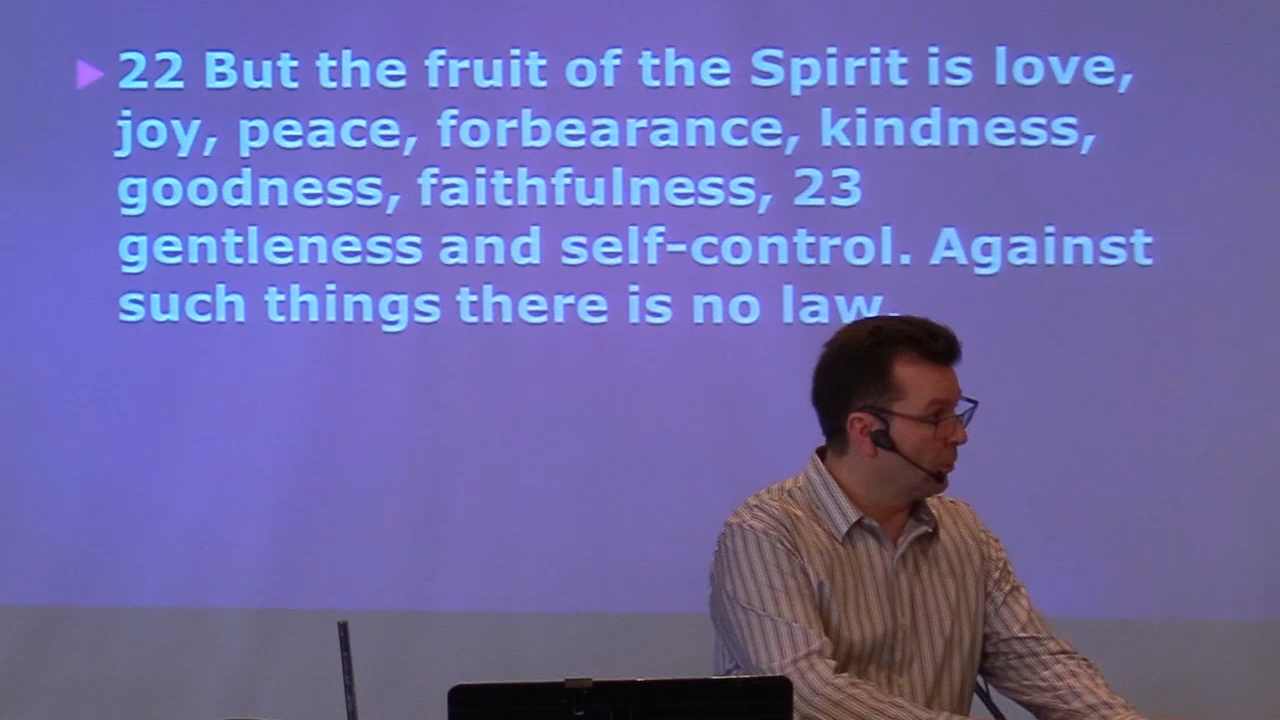 22 But the fruit of the Spirit is love,
joy, peace, forbearance, kindness,
goodness, faithfulness, 23
gentleness and self-control. Against
such things there is no law.